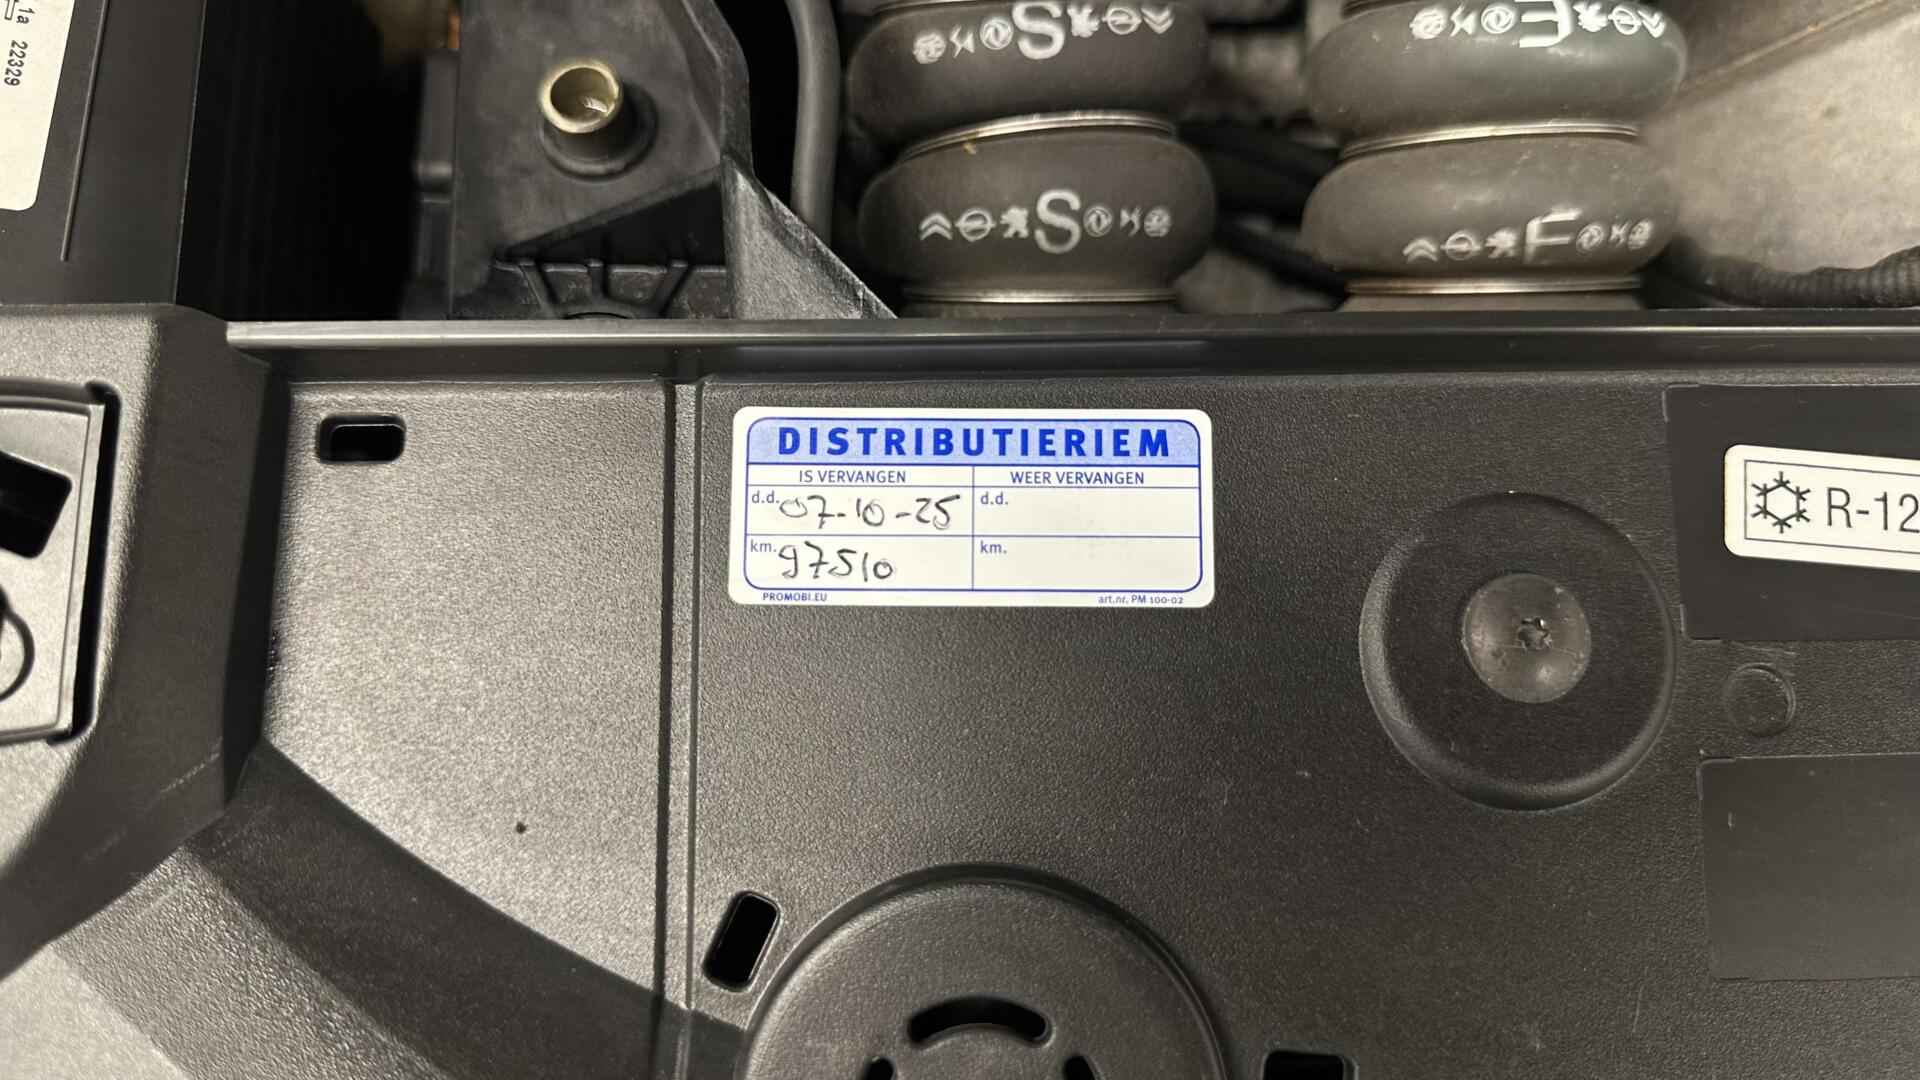 1a 22329
S
F
S
F
DISTRIBUTIERIEM
IS VERVANGEN WEER VERVANGEN
d.d. 07-10-25 d.d.
km. 97510 km.
PROMOBI.EU art.nr. PM 100-02
R-12